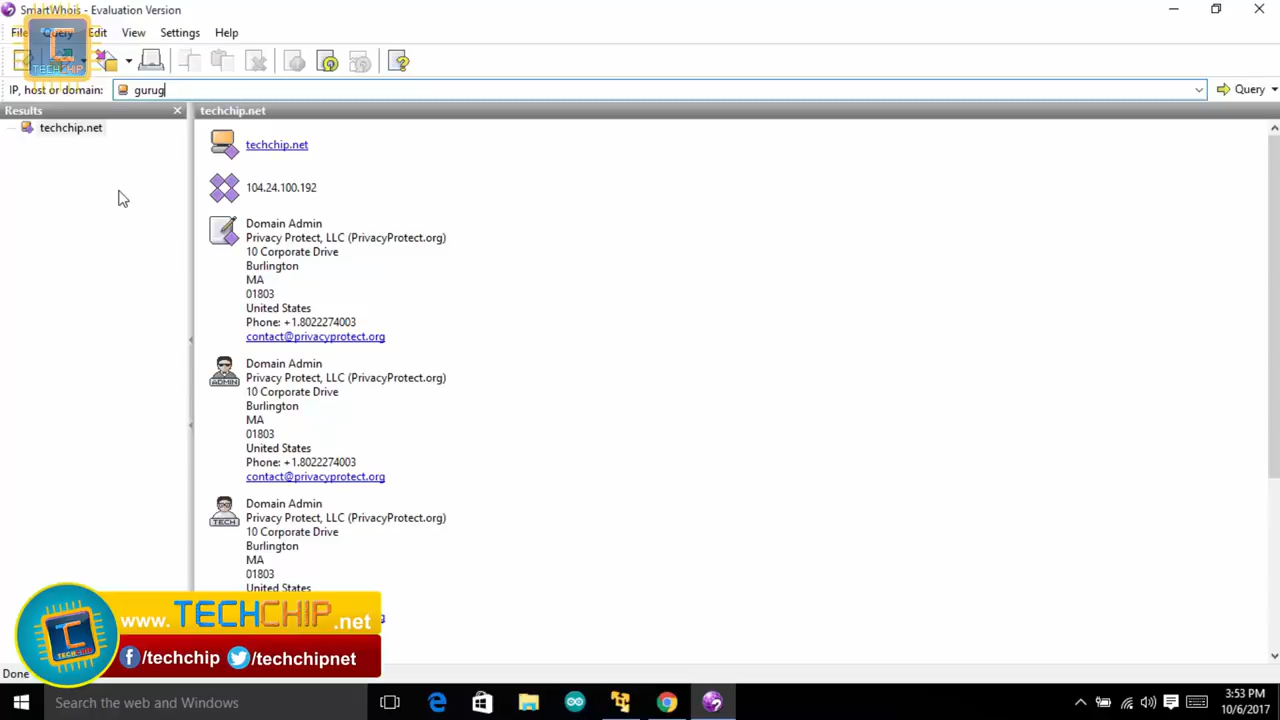 SmartWhois - Evaluation Version
File Query Edit View Settings Help
IP, host or domain: gurug Query
Results
techchip.net
techchip.net
techchip.net
104.24.100.192
Domain Admin
Privacy Protect, LLC (PrivacyProtect.org)
10 Corporate Drive
Burlington
MA
01803
United States
Phone: +1.8022274003
contact@privacyprotect.org
ADMIN
Domain Admin
Privacy Protect, LLC (PrivacyProtect.org)
10 Corporate Drive
Burlington
MA
01803
United States
Phone: +1.8022274003
contact@privacyprotect.org
TECH
Domain Admin
Privacy Protect, LLC (PrivacyProtect.org)
10 Corporate Drive
Burlington
MA
01803
United States
TECHCHIP
www.TECHCHIP.net
/techchip /techchipnet
Done
Search the web and Windows
3:53 PM
10/6/2017